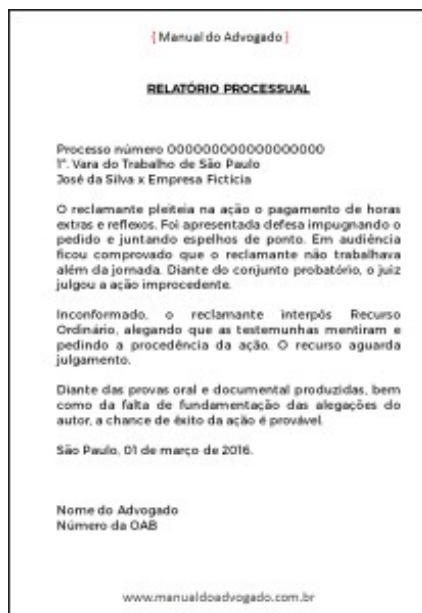 { Manual do Advogado }
RELATÓRIO PROCESSUAL
Processo número 000000000000000000
1ª. Vara do Trabalho de São Paulo
José da Silva x Empresa Ficticia
O reclamante pleiteia na ação o pagamento de horas
extras e reflexos. Foi apresentada defesa impugnando o
pedido e juntando espelhos de ponto. Em audiência
ficou comprovado que o reclamante não trabalhava
além da jornada. Diante do conjunto probatório, o juiz
julgou a ação improcedente.
Inconformado, o reclamante interpôs Recurso
Ordinário, alegando que as testemunhas mentiram e
pedindo a procedência da ação. O recurso aguarda
julgamento.
Diante das provas oral e documental produzidas, bem
como da falta de fundamentação das alegações do
autor, a chance de êxito da ação é provável.
São Paulo, 01 de março de 2016.
Nome do Advogado
Número da OAB
www.manualdoadvogado.com.br